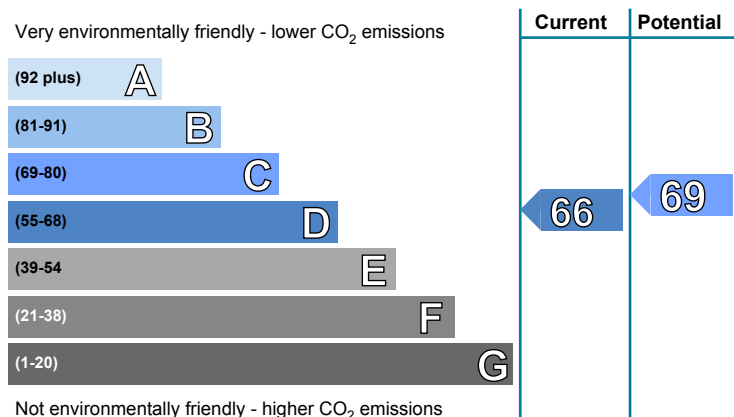 Current Potential
Very environmentally friendly - lower CO2 emissions
(92 plus) A
(81-91) B
(69-80) C
(55-68) D
66 69
(39-54 E
(21-38) F
(1-20) G
Not environmentally friendly - higher CO2 emissions